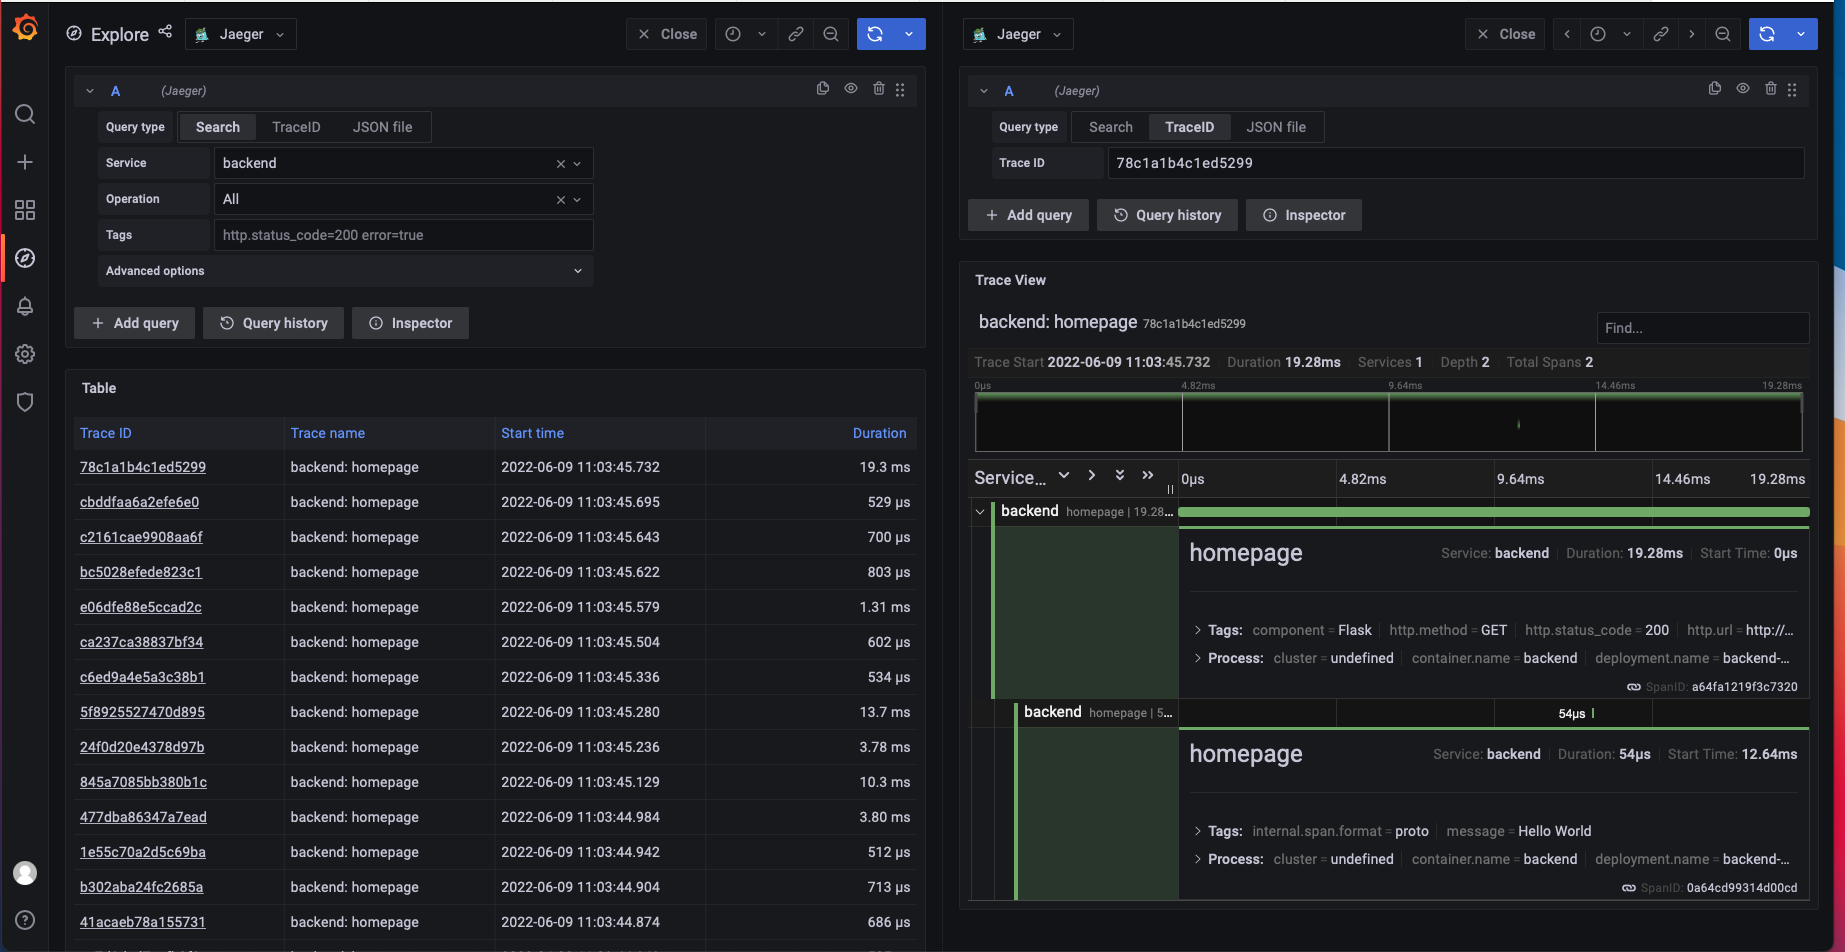 Explore
Jaeger
Close
A
(Jaeger)
Query type
Search
TraceID
JSON file
Service
backend
Operation
All
Tags
http.status_code=200 error=true
Advanced options
Add query
Query history
Inspector
Table
Trace ID Trace name Start time Duration
78c1a1b4c1ed5299 backend: homepage 2022-06-09 11:03:45.732 19.3 ms
cbddfaa6a2efe6e0 backend: homepage 2022-06-09 11:03:45.695 529 µs
c2161cae9908aa6f backend: homepage 2022-06-09 11:03:45.643 700 µs
bc5028efede823c1 backend: homepage 2022-06-09 11:03:45.622 803 µs
e06dfe88e5ccad2c backend: homepage 2022-06-09 11:03:45.579 1.31 ms
ca237ca38837bf34 backend: homepage 2022-06-09 11:03:45.504 602 µs
c6ed9a4e5a3c38b1 backend: homepage 2022-06-09 11:03:45.336 534 µs
5f8925527470d895 backend: homepage 2022-06-09 11:03:45.280 13.7 ms
24f0d20e4378d97b backend: homepage 2022-06-09 11:03:45.236 3.78 ms
845a7085bb380b1c backend: homepage 2022-06-09 11:03:45.129 10.3 ms
477dba86347a7ead backend: homepage 2022-06-09 11:03:44.984 3.80 ms
1e55c70a2d5c69ba backend: homepage 2022-06-09 11:03:44.942 512 µs
b302aba24fc2685a backend: homepage 2022-06-09 11:03:44.904 713 µs
41acaeb78a155731 backend: homepage 2022-06-09 11:03:44.874 686 µs
Jaeger
Close
A
(Jaeger)
Query type
Search
TraceID
JSON file
Trace ID
78c1a1b4c1ed5299
Add query
Query history
Inspector
Trace View
backend: homepage 78c1a1b4c1ed5299
Find...
Trace Start 2022-06-09 11:03:45.732 Duration 19.28ms Services 1 Depth 2 Total Spans 2
0µs 4.82ms 9.64ms 14.46ms 19.28ms
Service... 0µs 4.82ms 9.64ms 14.46ms 19.28ms
backend homepage | 19.28...
homepage Service: backend Duration: 19.28ms Start Time: 0µs
Tags: component = Flask http.method = GET http.status_code = 200 http.url = http://...
Process: cluster = undefined container.name = backend deployment.name = backend-...
SpanID: a64fa1219f3c7320
backend homepage | 5... 54µs
homepage Service: backend Duration: 54µs Start Time: 12.64ms
Tags: internal.span.format = proto message = Hello World
Process: cluster = undefined container.name = backend deployment.name = backend-...
SpanID: 0a64cd99314d00cd